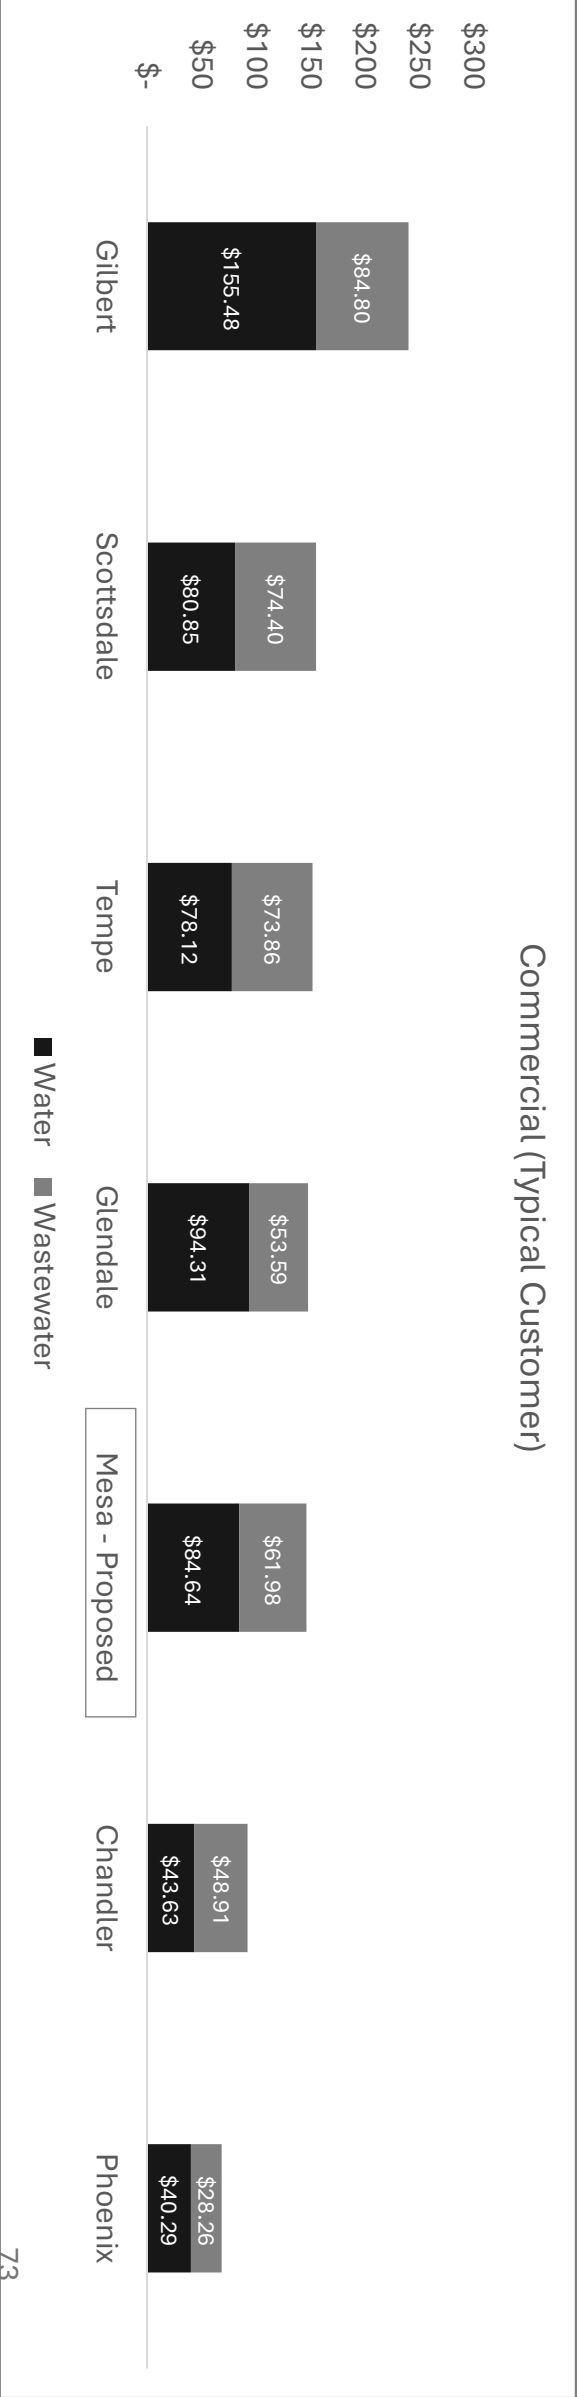 Commercial (Typical Customer)
$300
$250
$200
$150
$100
$50
$-
$84.80
$155.48
$74.40
$80.85
$73.86
$78.12
$53.59
$94.31
$61.98
$84.64
$48.91
$43.63
$28.26
$40.29
Gilbert
Scottsdale
Tempe
Glendale
Mesa - Proposed
Chandler
Phoenix
Water
Wastewater
73